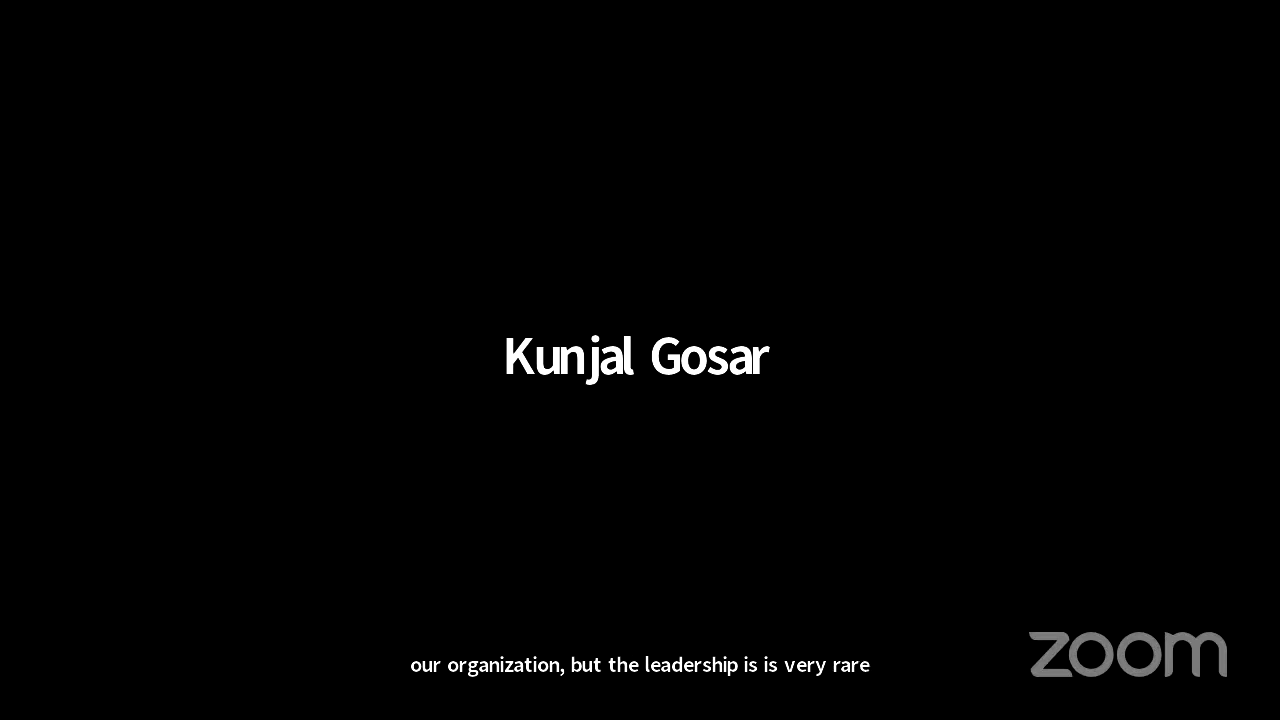 Kunjal Gosar
our organization, but the leadership is is very rare
zoom